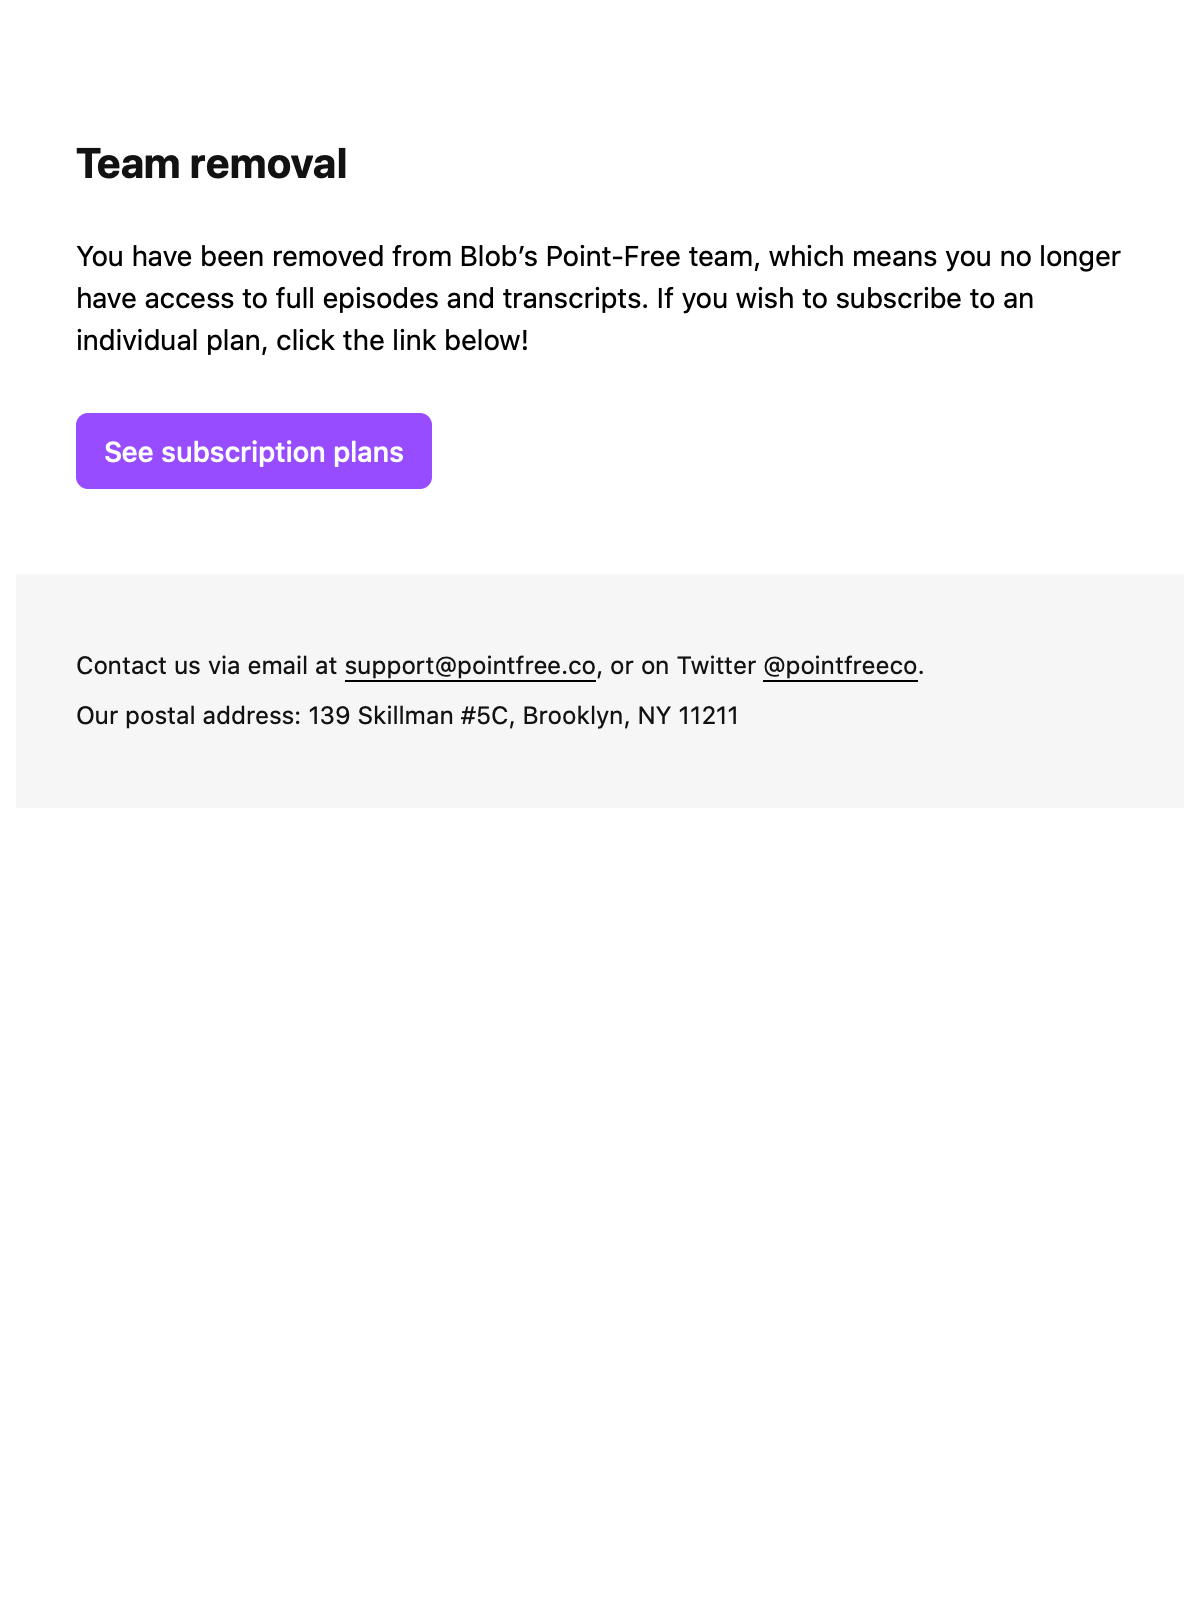 Team removal
You have been removed from Blob’s Point-Free team, which means you no longer
have access to full episodes and transcripts. If you wish to subscribe to an
individual plan, click the link below!
See subscription plans
Contact us via email at support@pointfree.co, or on Twitter @pointfreeco.
Our postal address: 139 Skillman #5C, Brooklyn, NY 11211